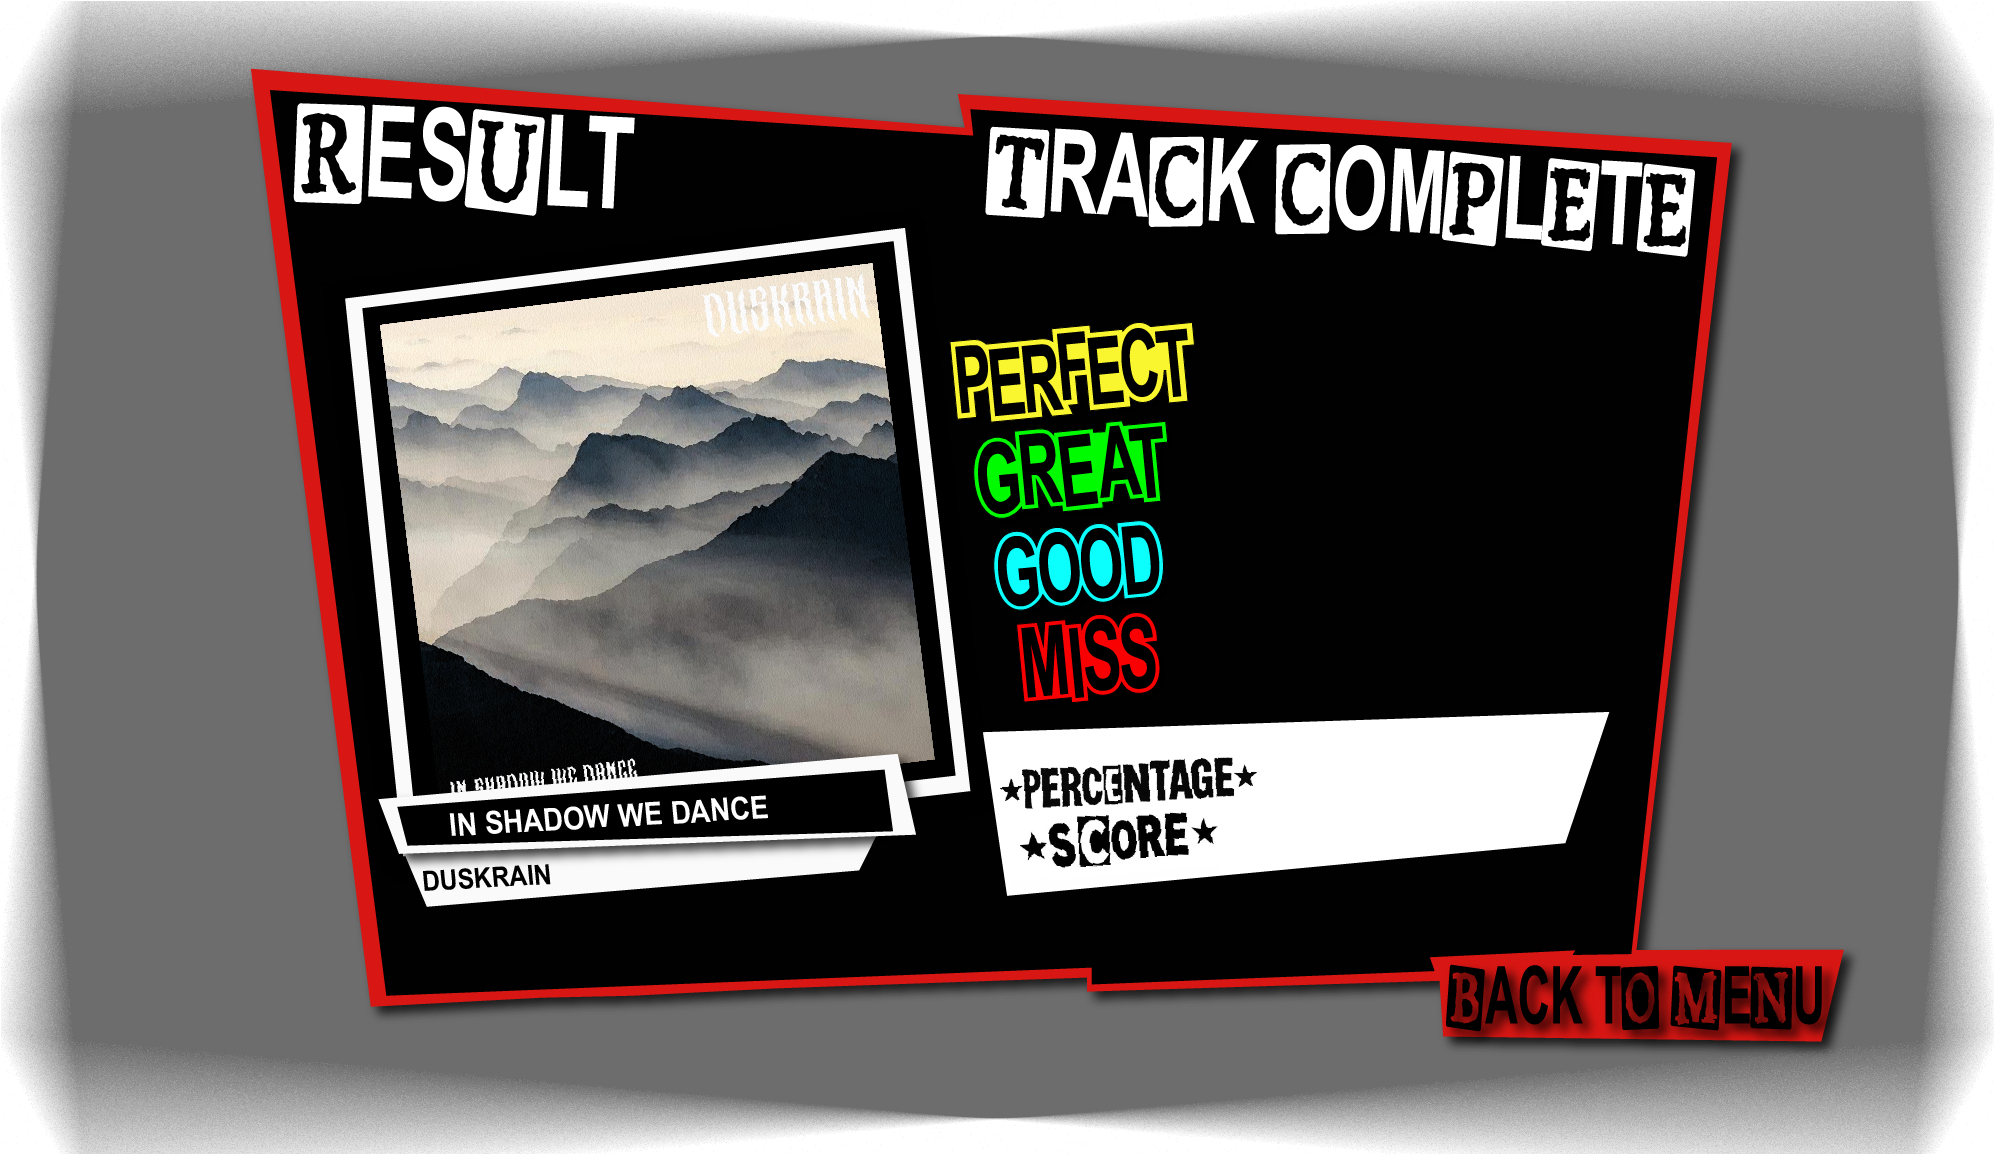 RESULT
TRACK COMPLETE
DUSKRAIN
IN SHADOW WE DANCE
IN SHADOW WE DANCE
DUSKRAIN
PERFECT
GREAT
GOOD
MISS
★PERCENTAGE★
★SCORE★
BACK TO MENU